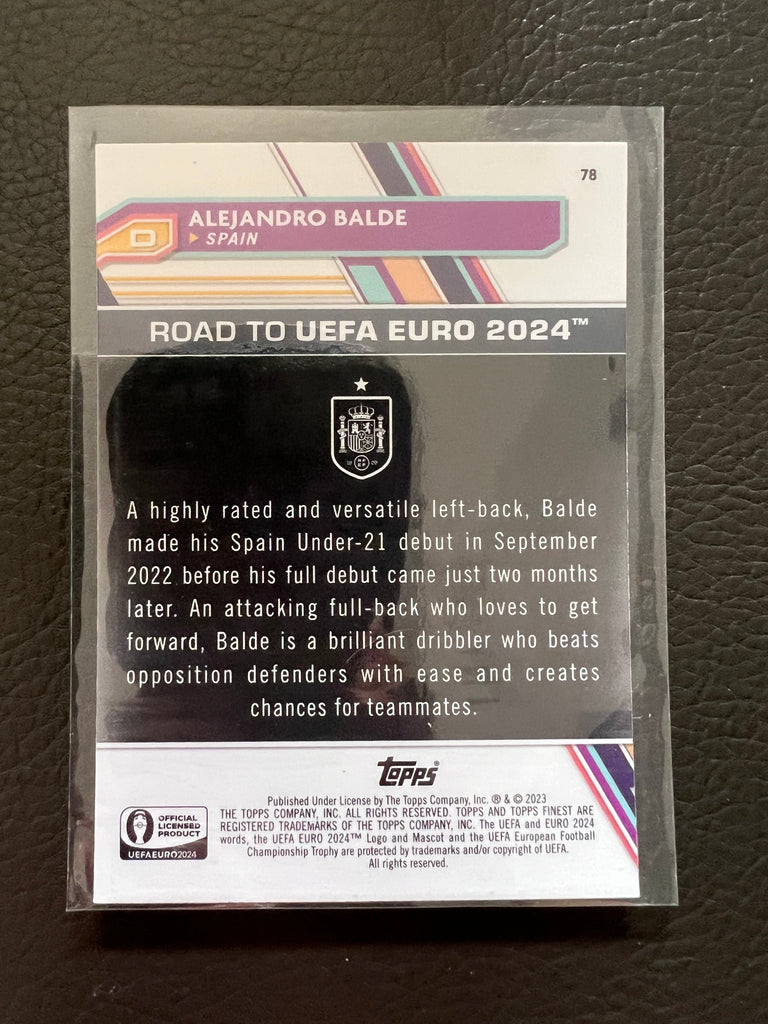 78
D
ALEJANDRO BALDE
SPAIN
ROAD TO UEFA EURO 2024™
A highly rated and versatile left-back, Balde
made his Spain Under-21 debut in September
2022 before his full debut came just two months
later. An attacking full-back who loves to get
forward, Balde is a brilliant dribbler who beats
opposition defenders with ease and creates
chances for teammates.
topps®
Published Under License by The Topps Company, Inc. ® & © 2023
THE TOPPS COMPANY, INC. ALL RIGHTS RESERVED. TOPPS AND TOPPS FINEST ARE
REGISTERED TRADEMARKS OF THE TOPPS COMPANY, INC. The UEFA and EURO 2024
words, the UEFA EURO 2024™ Logo and Mascot and the UEFA European Football
Championship Trophy are protected by trademarks and/or copyright of UEFA.
All rights reserved.
OFFICIAL
LICENSED
PRODUCT
UEFAEURO2024